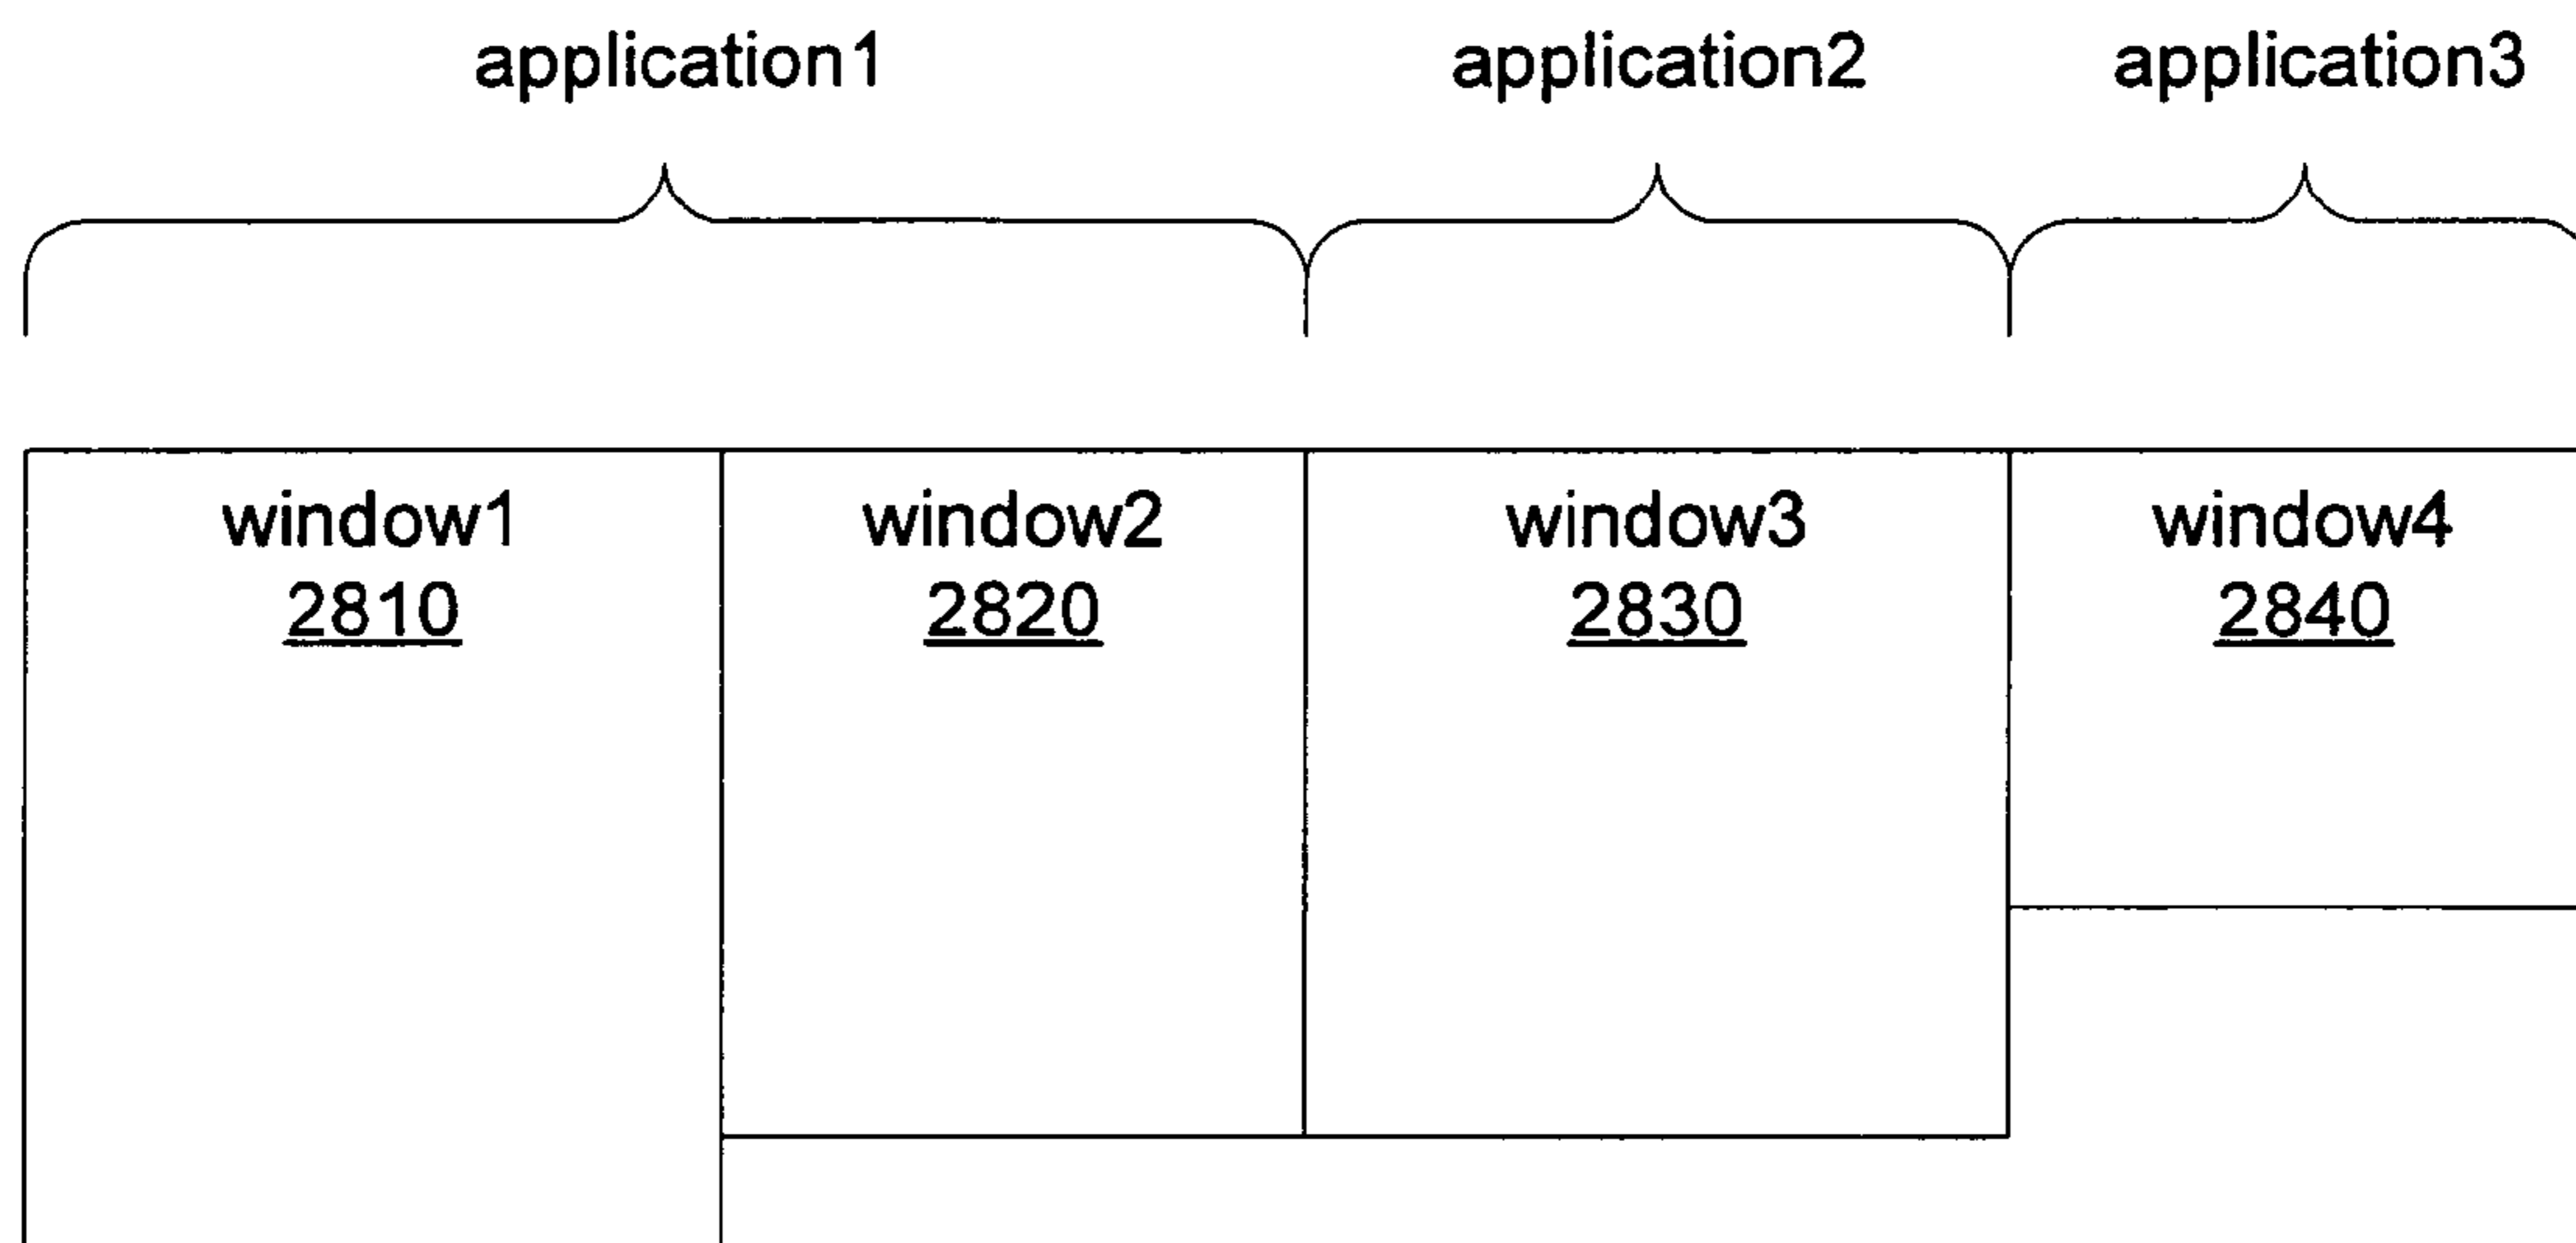 application1 application2 application3
window1 window2 window3 window4
2810 2820 2830 2840